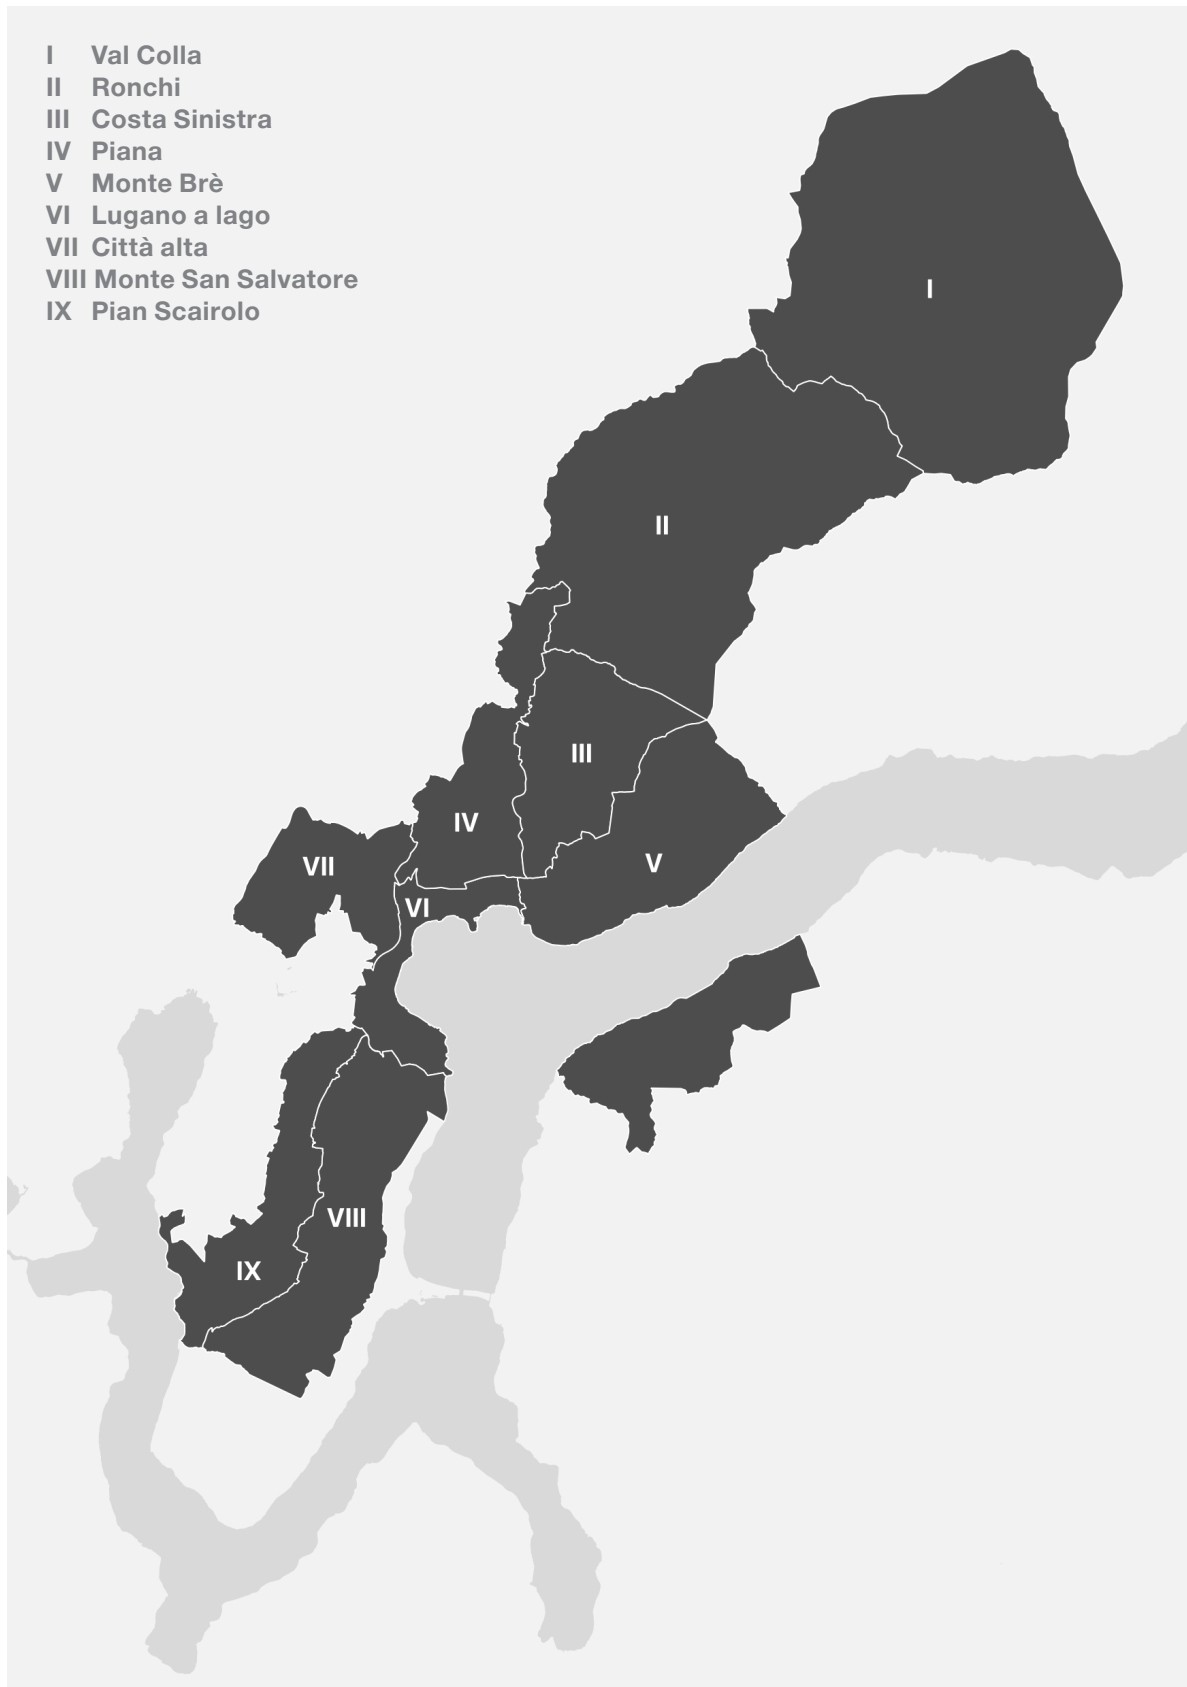 I Val Colla
II Ronchi
III Costa Sinistra
IV Piana
V Monte Brè
VI Lugano a lago
VII Città alta
VIII Monte San Salvatore
IX Pian Scairolo
I
II
III
IV
VII
V
VI
VIII
IX